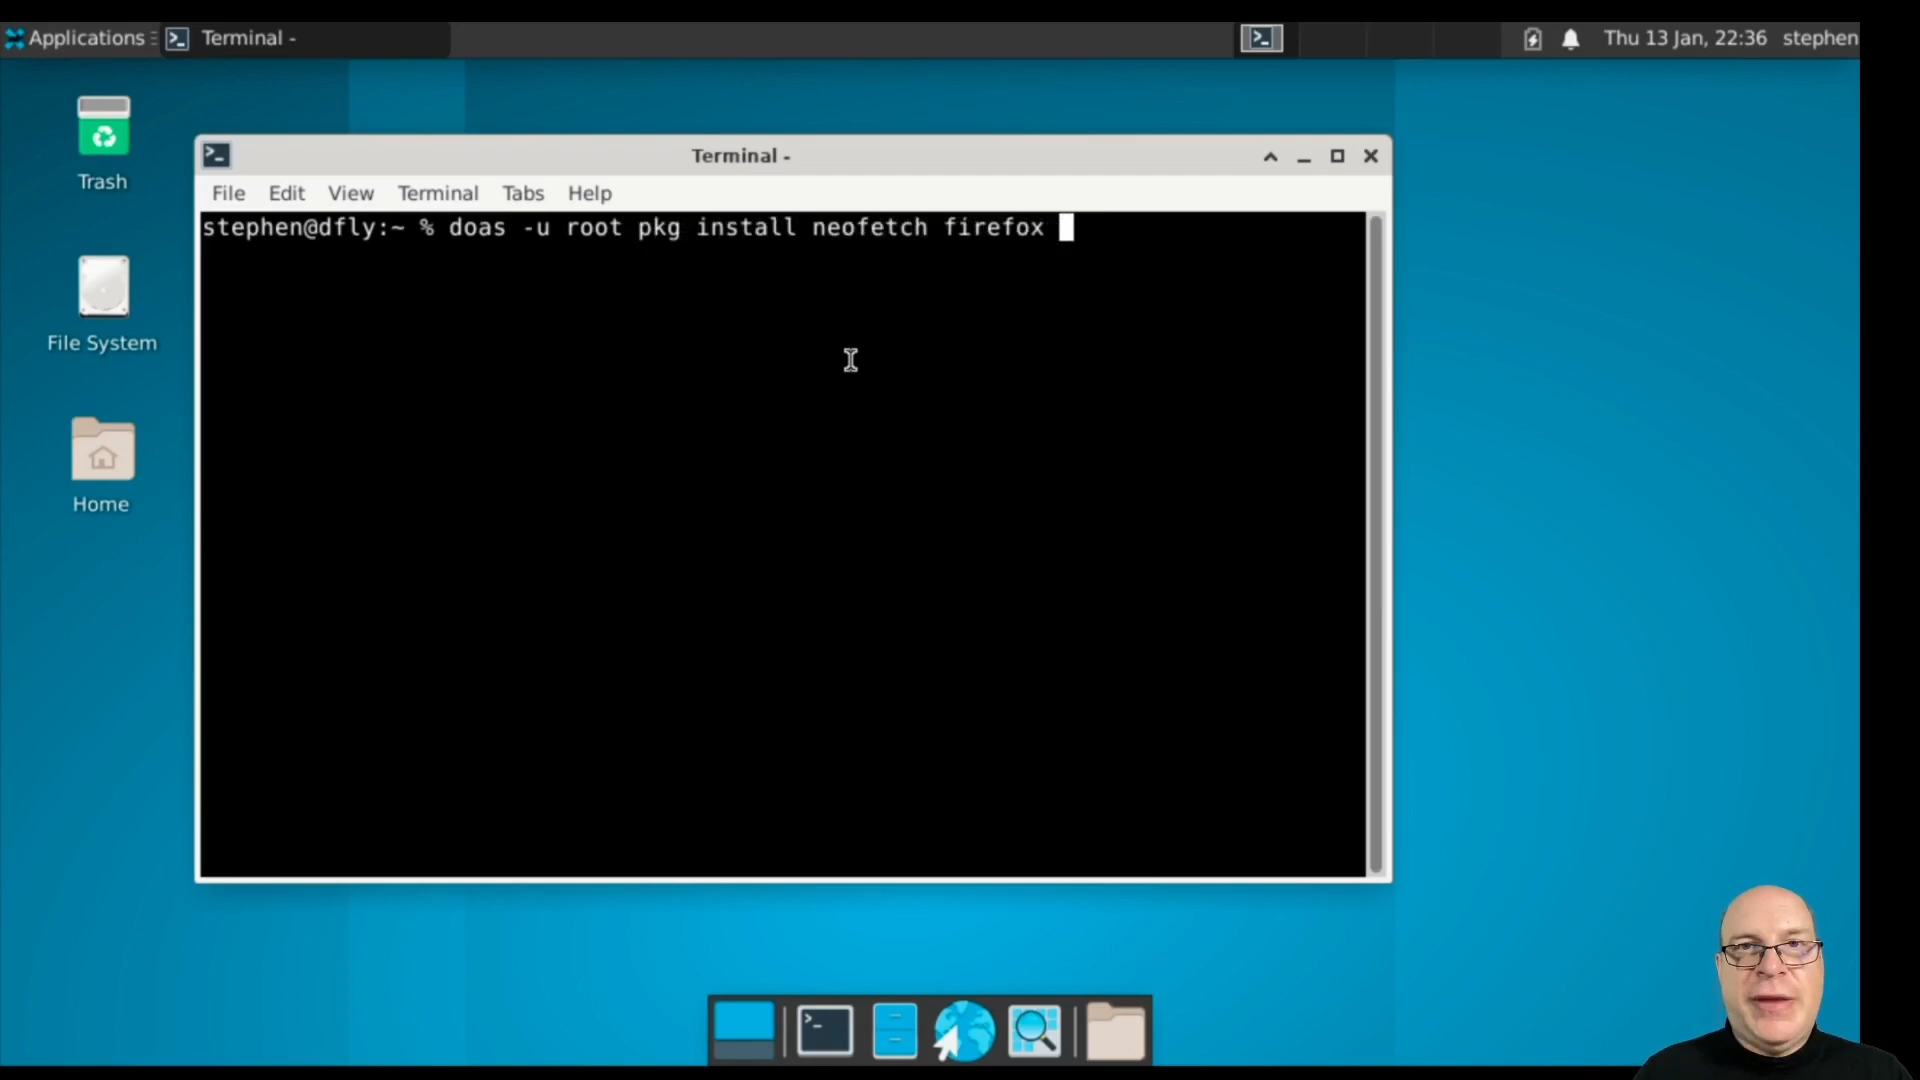 Applications
Terminal -
Thu 13 Jan, 22:36
stephen
Trash
File System
Home
Terminal -
File Edit View Terminal Tabs Help
stephen@dfly:~ % doas -u root pkg install neofetch firefox